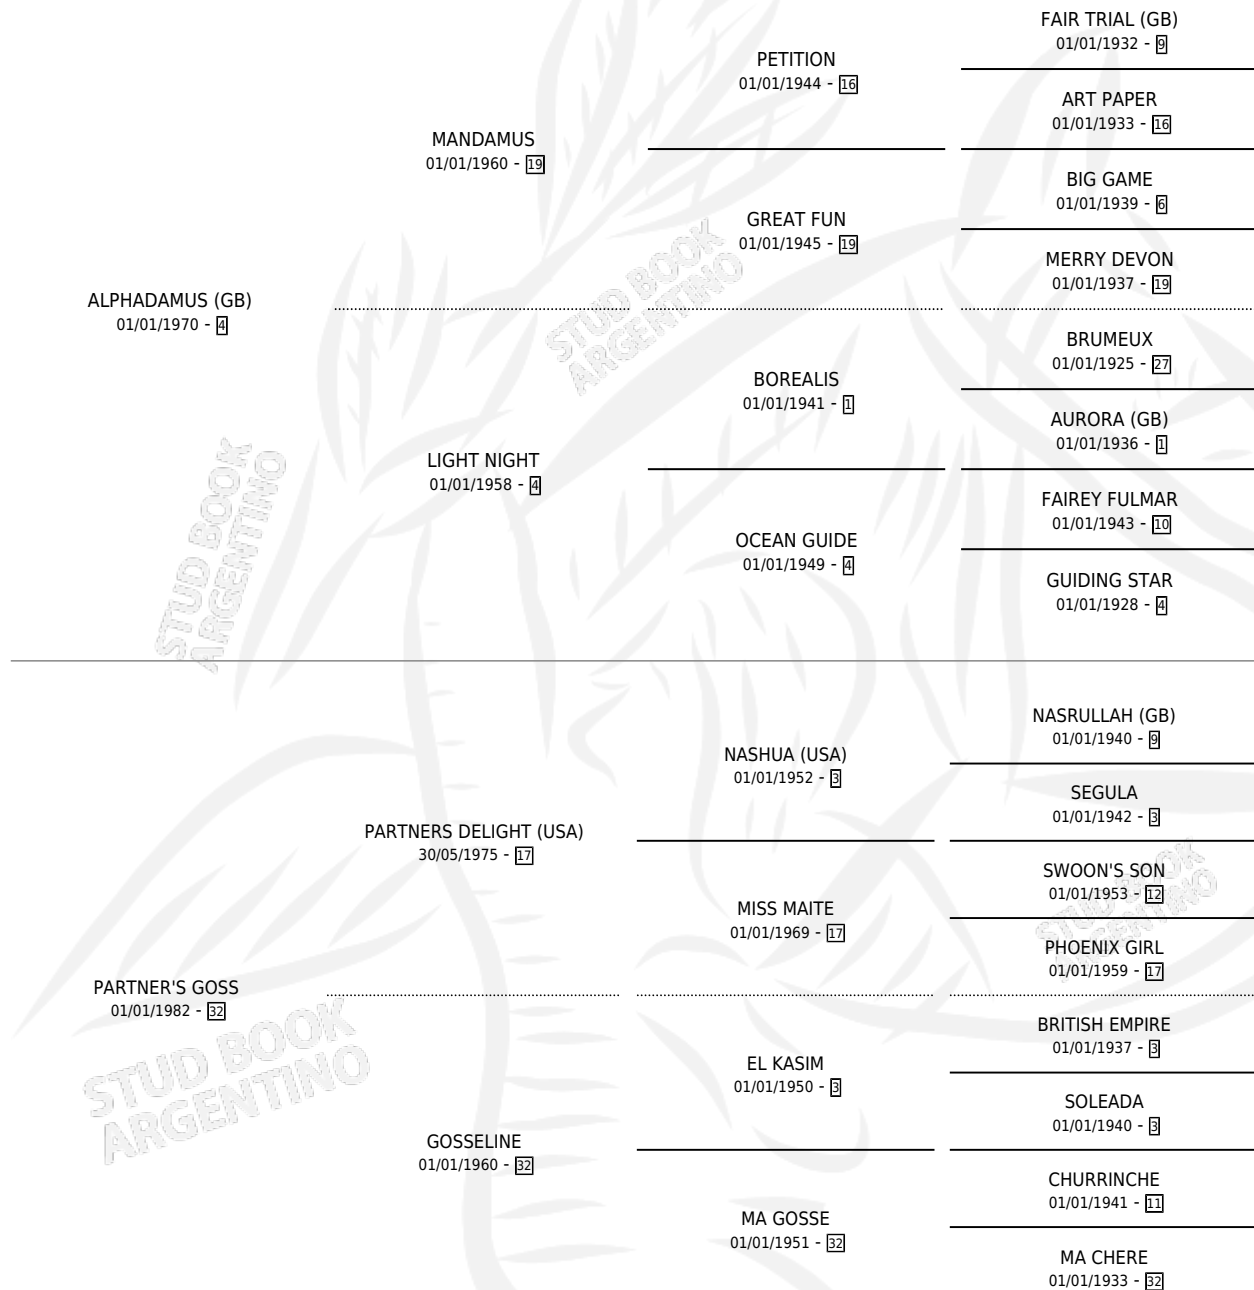 FAIR TRIAL (GB)
01/01/1932 - 9
PETITION
01/01/1944 - 16
ART PAPER
01/01/1933 - 16
MANDAMUS
01/01/1960 - 19
BIG GAME
01/01/1939 - 6
GREAT FUN
01/01/1945 - 19
MERRY DEVON
01/01/1937 - 19
ALPHADAMUS (GB)
01/01/1970 - 4
STUD BOOK
ARGENTINO
BRUMEUX
01/01/1925 - 27
BOREALIS
01/01/1941 - 1
AURORA (GB)
01/01/1936 - 1
LIGHT NIGHT
01/01/1958 - 4
FAIREY FULMAR
01/01/1943 - 10
OCEAN GUIDE
01/01/1949 - 4
GUIDING STAR
01/01/1928 - 4
STUD BOOK
ARGENTINO
NASRULLAH (GB)
01/01/1940 - 9
NASHUA (USA)
01/01/1952 - 3
SEGULA
01/01/1942 - 3
PARTNERS DELIGHT (USA)
30/05/1975 - 17
SWOON'S SON
01/01/1953 - 12
MISS MAITE
01/01/1969 - 17
PHOENIX GIRL
01/01/1959 - 17
STUD BOOK
ARGENTINO
PARTNER'S GOSS
01/01/1982 - 32
BRITISH EMPIRE
01/01/1937 - 3
EL KASIM
01/01/1950 - 3
SOLEADA
01/01/1940 - 3
STUD BOOK
ARGENTINO
GOSSELINE
01/01/1960 - 32
CHURRINCHE
01/01/1941 - 11
MA GOSSE
01/01/1951 - 32
MA CHERE
01/01/1933 - 32